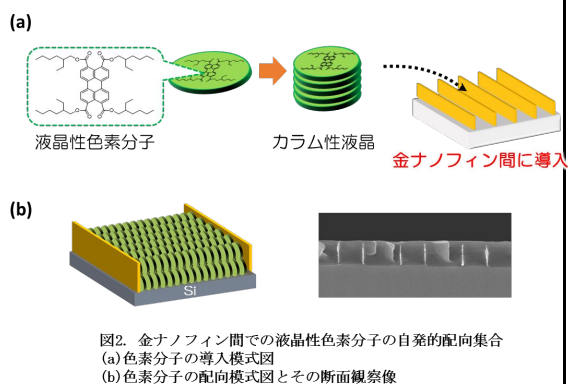 (a)
液晶性色素分子
カラム性液晶
金ナノフィン間に導入
(b)
Si
図2. 金ナノフィン間での液晶性色素分子の自発的配向集合
(a)色素分子の導入模式図
(b)色素分子の配向模式図とその断面観察像